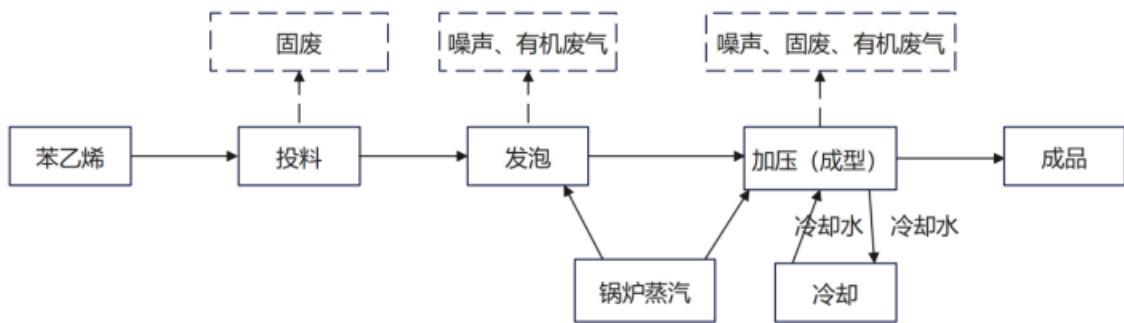 固废
噪声、有机废气
噪声、固废、有机废气
苯乙烯
投料
发泡
加压（成型）
成品
冷却水
冷却水
锅炉蒸汽
冷却